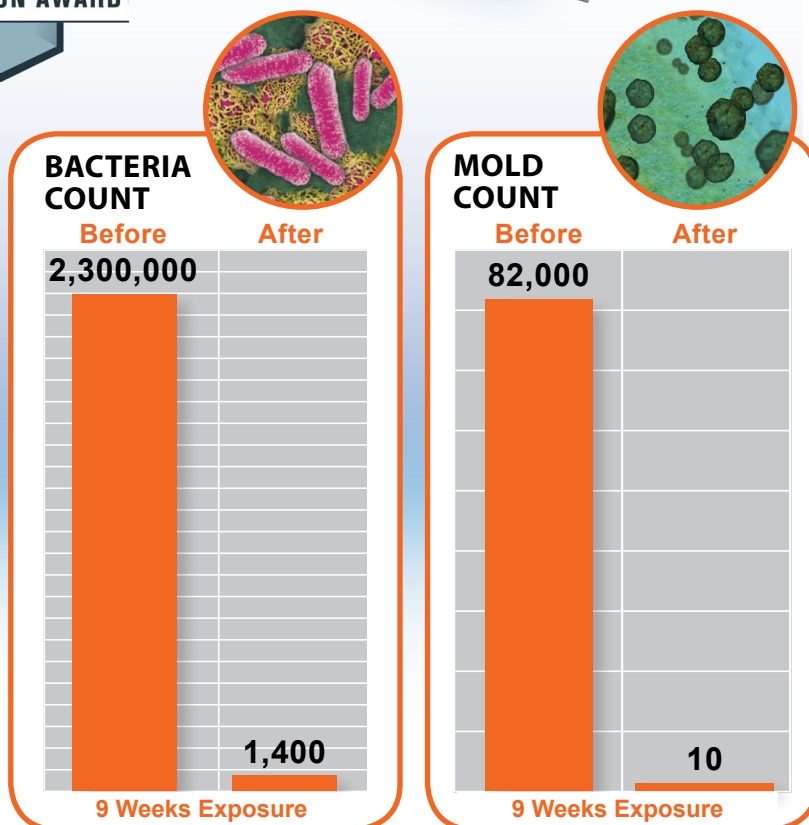 AWARD
BACTERIA
COUNT
Before After
2,300,000
1,400
9 Weeks Exposure
MOLD
COUNT
Before After
82,000
10
9 Weeks Exposure